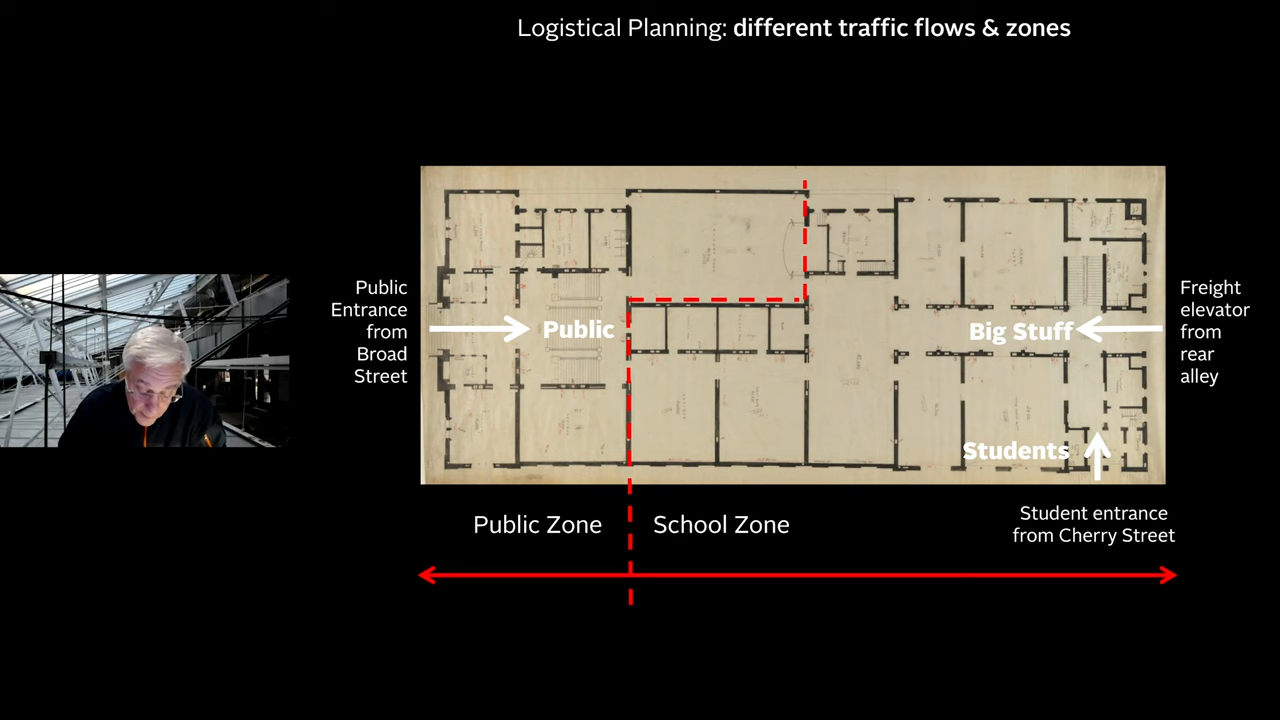 Logistical Planning: different traffic flows & zones
Public
Entrance
from
Broad
Street
Public
Big Stuff
Freight
elevator
from
rear
alley
Students
Public Zone
School Zone
Student entrance
from Cherry Street